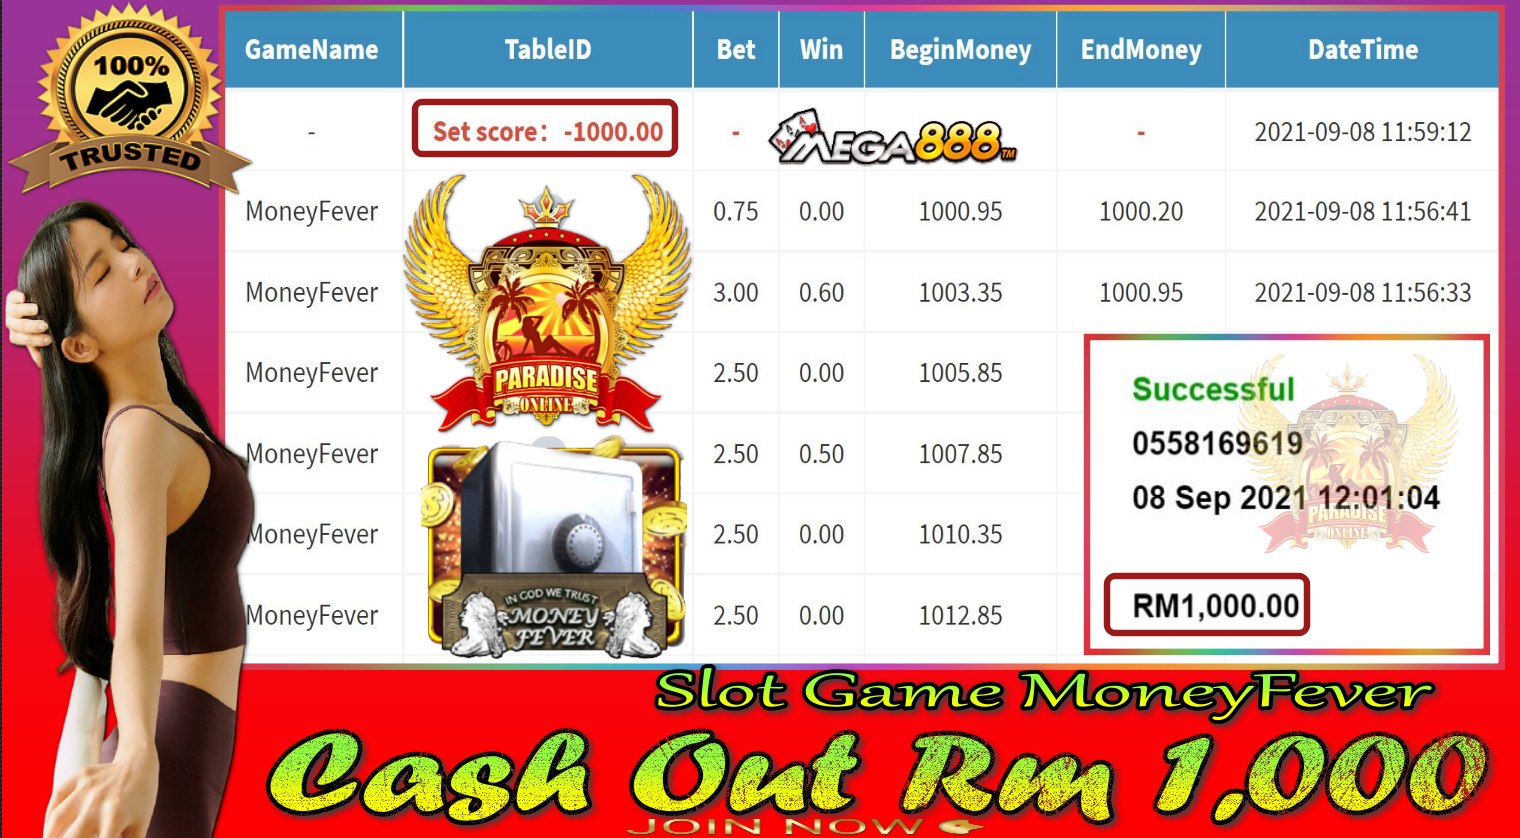 100%
TRUSTED
GameName TableID Bet Win BeginMoney EndMoney DateTime
- Set score: -1000.00 - MEGA888 TM - 2021-09-08 11:59:12
MoneyFever 0.75 0.00 1000.95 1000.20 2021-09-08 11:56:41
MoneyFever 3.00 0.60 1003.35 1000.95 2021-09-08 11:56:33
MoneyFever 2.50 0.00 1005.85
MoneyFever 2.50 0.50 1007.85
MoneyFever 2.50 0.00 1010.35
MoneyFever 2.50 0.00 1012.85
PARADISE
ONLINE
IN GOD WE TRUST
MONEY
FEVER
Successful
0558169619
08 Sep 2021 12:01:04
PARADISE
ONLINE
RM1,000.00
Slot Game MoneyFever
Cash Out Rm 1,000
JOIN NOW